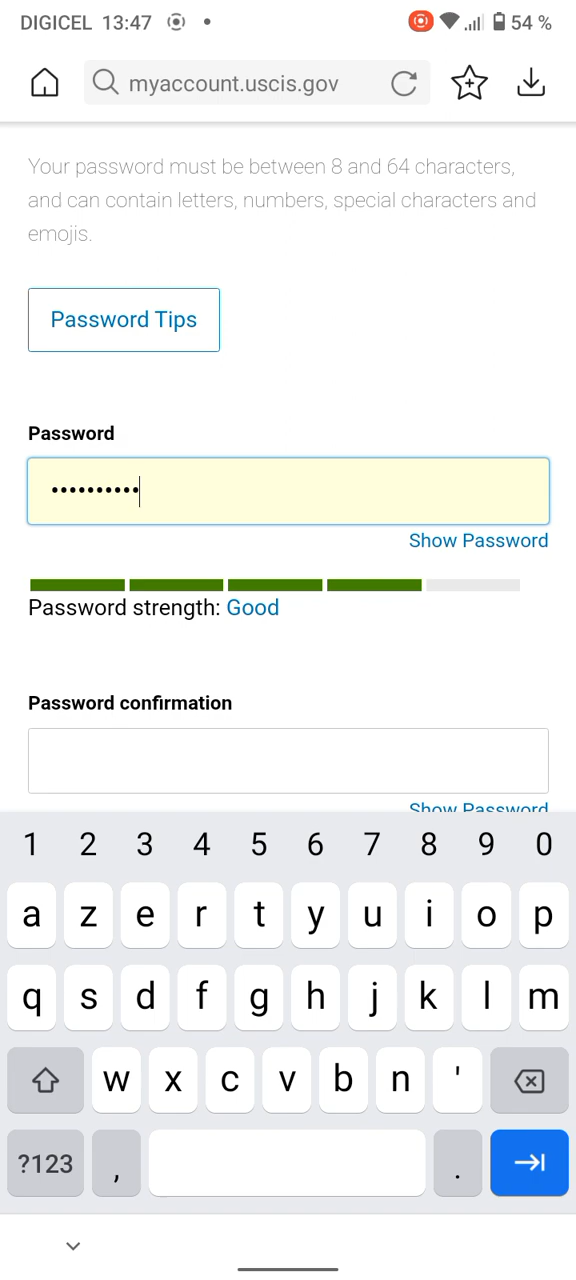 DIGICEL 13:47 54 %
myaccount.uscis.gov
Your password must be between 8 and 64 characters,
and can contain letters, numbers, special characters and
emojis.
Password Tips
Password
••••••••••
Show Password
Password strength: Good
Password confirmation
Show Password
1 2 3 4 5 6 7 8 9 0
a z e r t y u i o p
q s d f g h j k l m
w x c v b n '
?123 , .